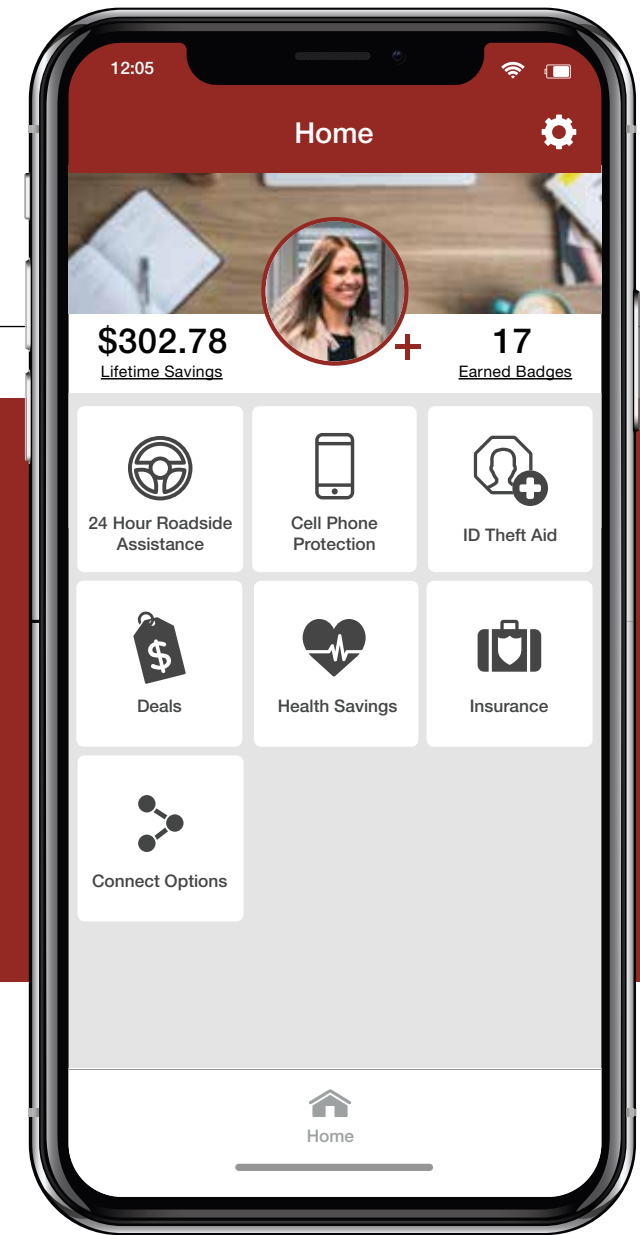 12:05
Home
$302.78
Lifetime Savings
17
Earned Badges
24 Hour Roadside
Assistance
Cell Phone
Protection
ID Theft Aid
$
Deals
Health Savings
Insurance
Connect Options
Home